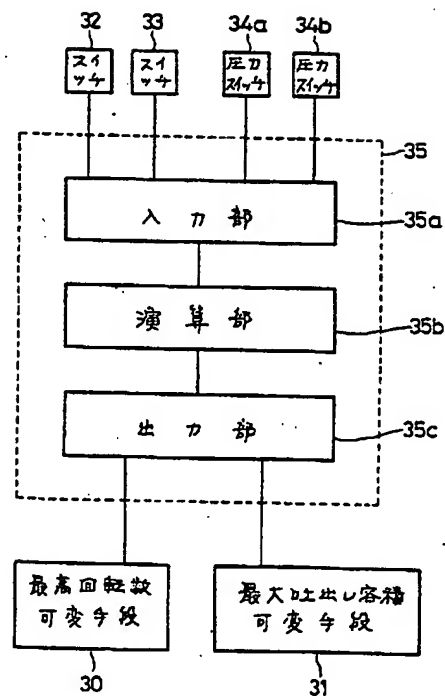 32
33
34a
34b
スイッチ
スイッチ
圧力スイッチ
圧力スイッチ
35
入力部
35a
演算部
35b
出力部
35c
最高回転数
可変手段
最大吐出し容積
可変手段
30
31